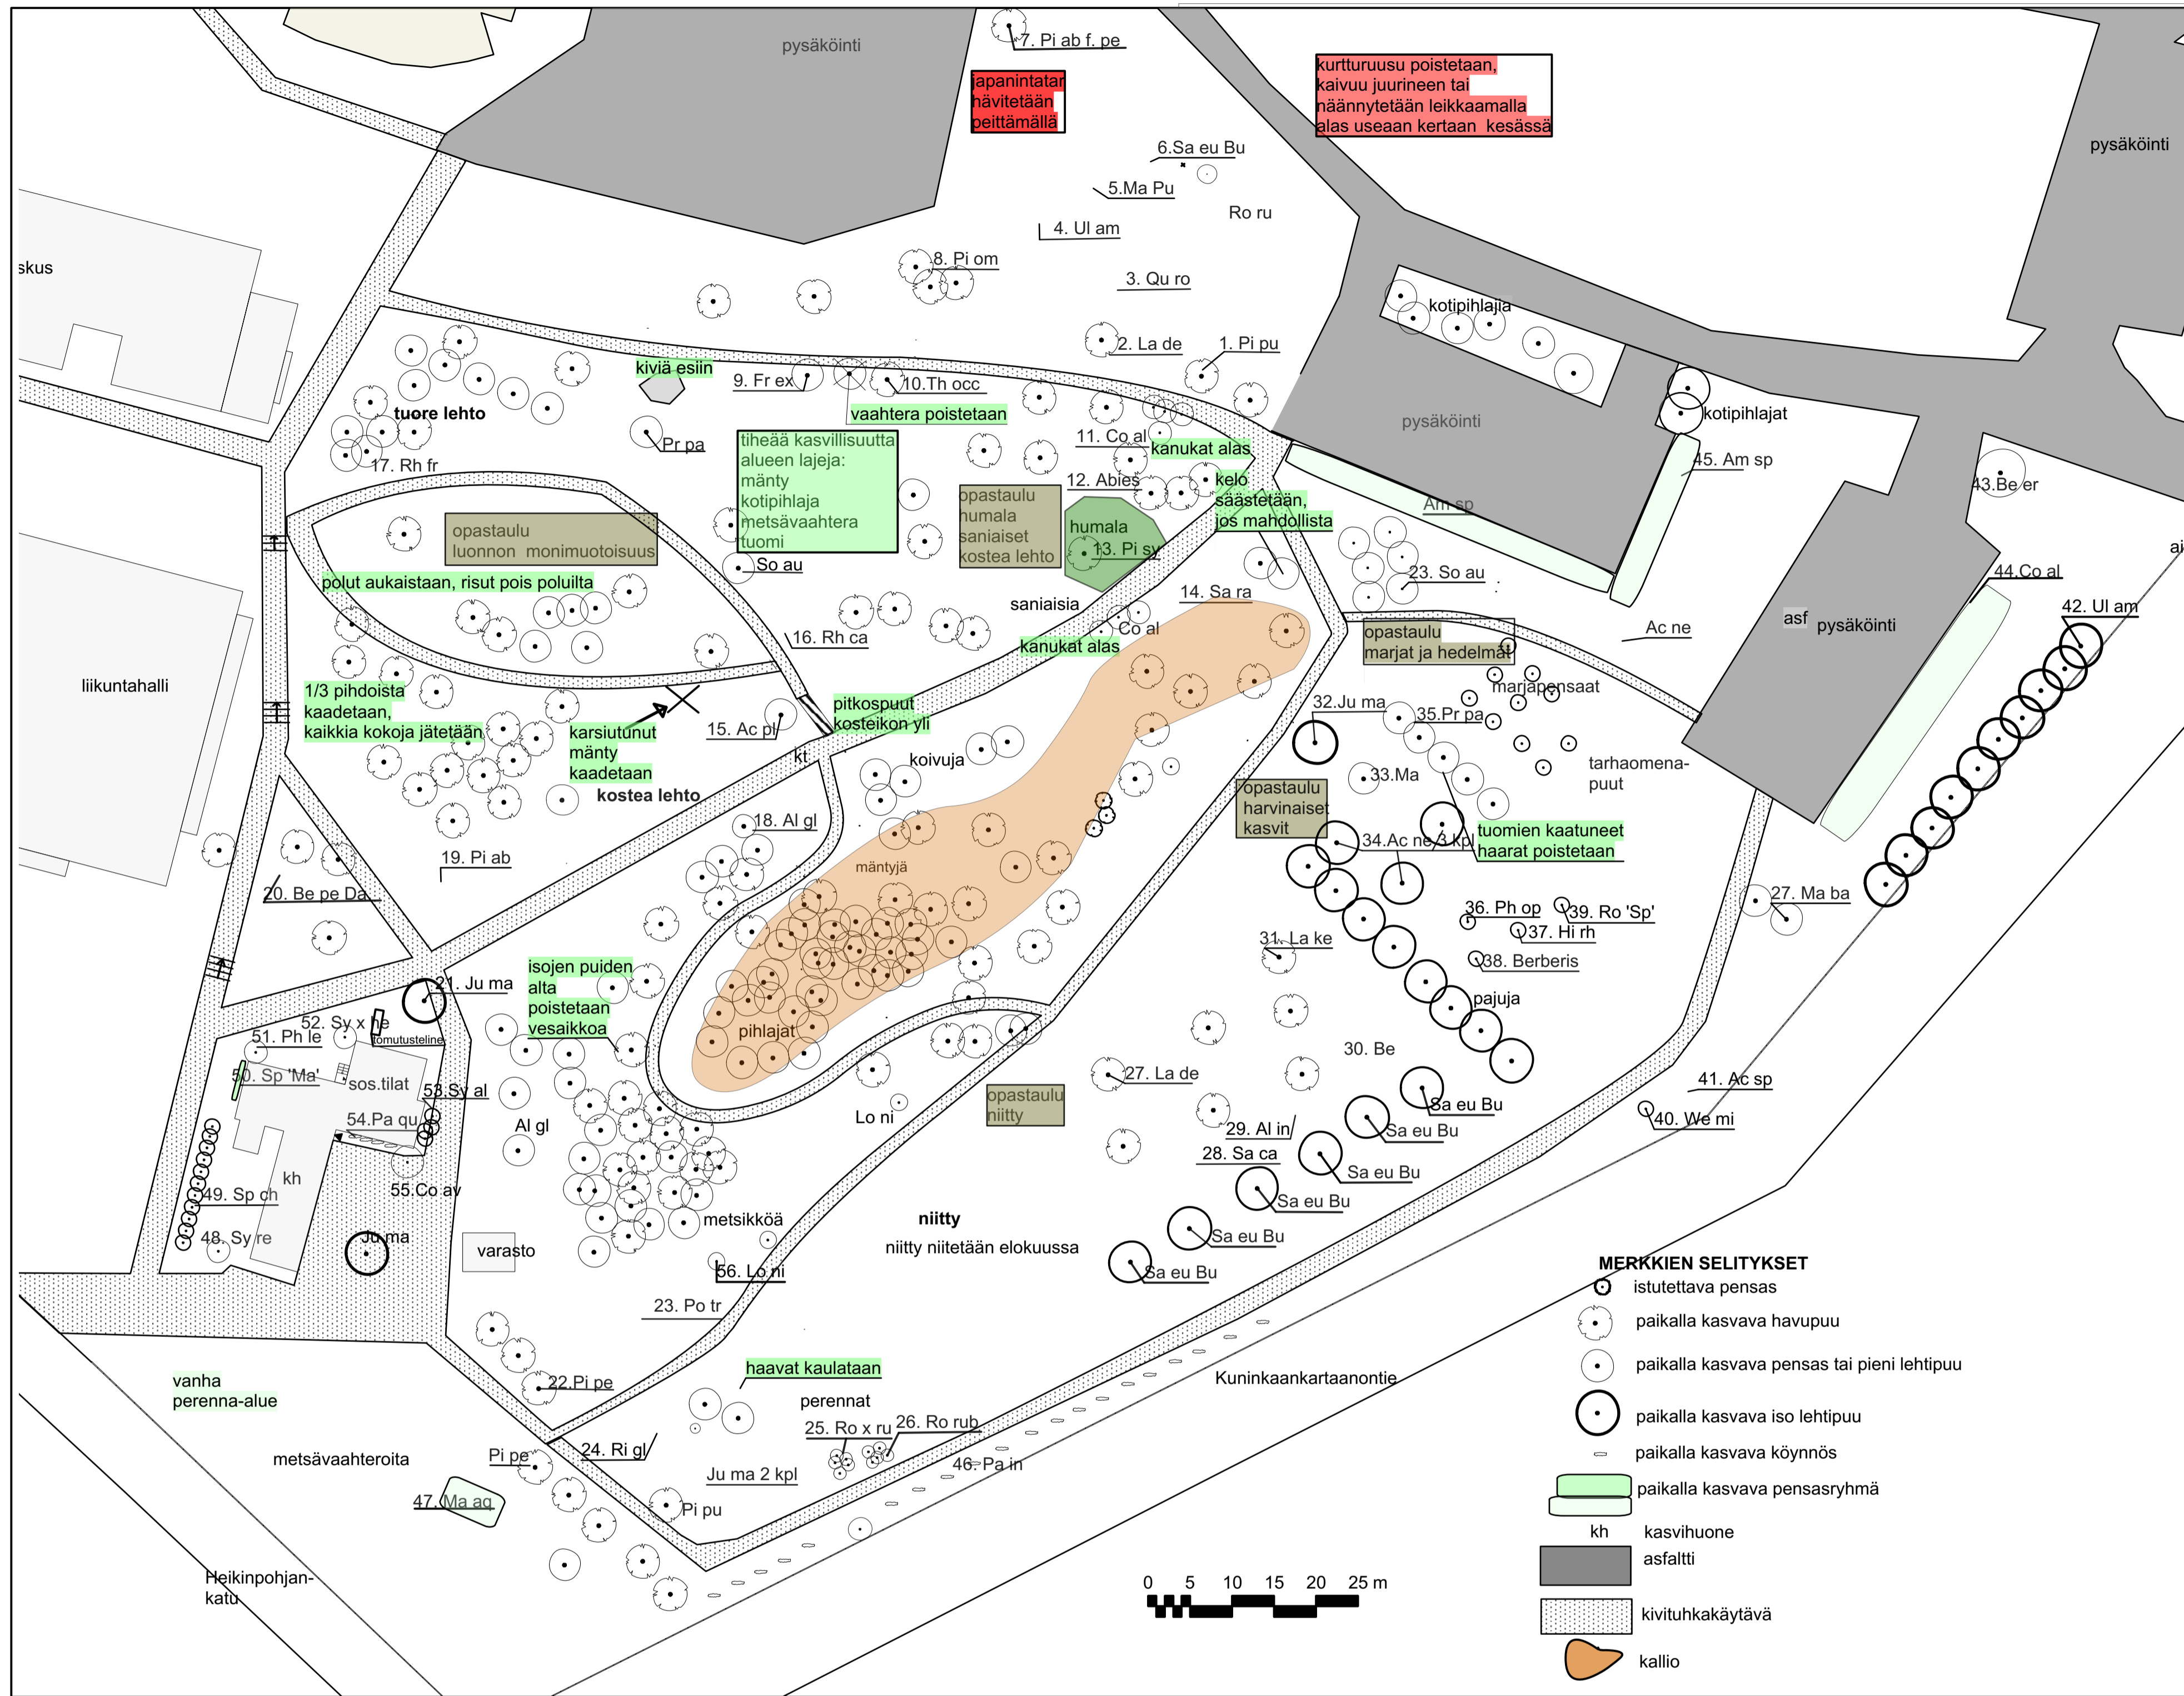 pysäköinti
7. Pi ab f. pe
japanintatar
hävitetään
peittämällä
kurtturuusu poistetaan,
kaivuu juurineen tai
näännytetään leikkaamalla
alas useaan kertaan kesässä
pysäköinti
6.Sa eu Bu
5.Ma Pu
Ro ru
4. Ul am
8. Pi om
3. Qu ro
skus
kotipihlajia
2. La de
1. Pi pu
kiviä esiin
9. Fr ex
10.Th occ
tuore lehto
vaahtera poistetaan
kotipihlajat
pysäköinti
Pr pa
tiheää kasvillisuutta
alueen lajeja:
mänty
kotipihlaja
metsävaahtera
tuomi
11. Co al
kanukat alas
17. Rh fr
45. Am sp
12. Abies
kelo
säästetään,
jos mahdollista
43.Be er
opastaulu
humala
saniaiset
kostea lehto
humala
13. Pi sy
Am sp
opastaulu
luonnon monimuotoisuus
So au
polut aukaistaan, risut pois poluilta
23. So au
44.Co al
14. Sa ra
saniaisia
Co al
42. Ul am
asf
pysäköinti
Ac ne
16. Rh ca
kanukat alas
opastaulu
marjat ja hedelmät
liikuntahalli
1/3 pihdoista
kaadetaan,
kaikkia kokoja jätetään
marjapensaat
pitkospuut
kosteikon yli
32.Ju ma
35.Pr pa
karsiutunut
mänty
kaadetaan
15. Ac pl
kt
koivuja
tarhaomena-
puut
33.Ma
kostea lehto
opastaulu
harvinaiset
kasvit
18. Al gl
tuomien kaatuneet
haarat poistetaan
34.Ac ne 3 kpl
19. Pi ab
mäntyjä
20. Be pe Da
27. Ma ba
36. Ph op
39. Ro 'Sp'
37. Hi rh
31. La ke
38. Berberis
isojen puiden
alta
poistetaan
vesaikkoa
21. Ju ma
pajuja
52. Sy x he
51. Ph le
tomutusteline
pihlajat
30. Be
50. Sp 'Ma'
sos.tilat
27. La de
41. Ac sp
53.Sy al
opastaulu
niitty
Sa eu Bu
54.Pa qu
Al gl
Lo ni
29. Al in
Sa eu Bu
40. We mi
28. Sa ca
kh
Sa eu Bu
55.Co av
49. Sp ch
Sa eu Bu
metsikköä
niitty
48. Sy re
Ju ma
varasto
niitty niitetään elokuussa
Sa eu Bu
56. Lo ni
Sa eu Bu
23. Po tr
MERKKIEN SELITYKSET
istutettava pensas
paikalla kasvava havupuu
paikalla kasvava pensas tai pieni lehtipuu
paikalla kasvava iso lehtipuu
paikalla kasvava köynnös
paikalla kasvava pensasryhmä
kh kasvihuone
asfaltti
kivituhkakäytävä
kallio
vanha
perenna-alue
22.Pi pe
haavat kaulataan
Kuninkaankartaanontie
perennat
25. Ro x ru
26. Ro rub
24. Ri gl
metsävaahteroita
Pi pe
Ju ma 2 kpl
46. Pa in
47. Ma aq
Pi pu
Heikinpohjan-
katu
0 5 10 15 20 25 m